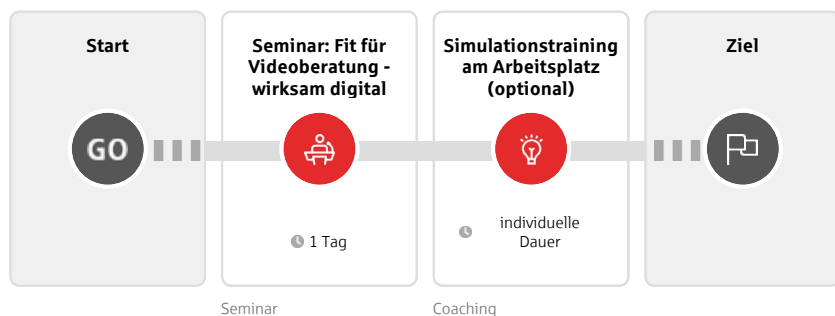 Start
GO
Seminar: Fit für
Videoberatung -
wirksam digital
1 Tag
Seminar
Simulationstraining
am Arbeitsplatz
(optional)
individuelle
Dauer
Coaching
Ziel